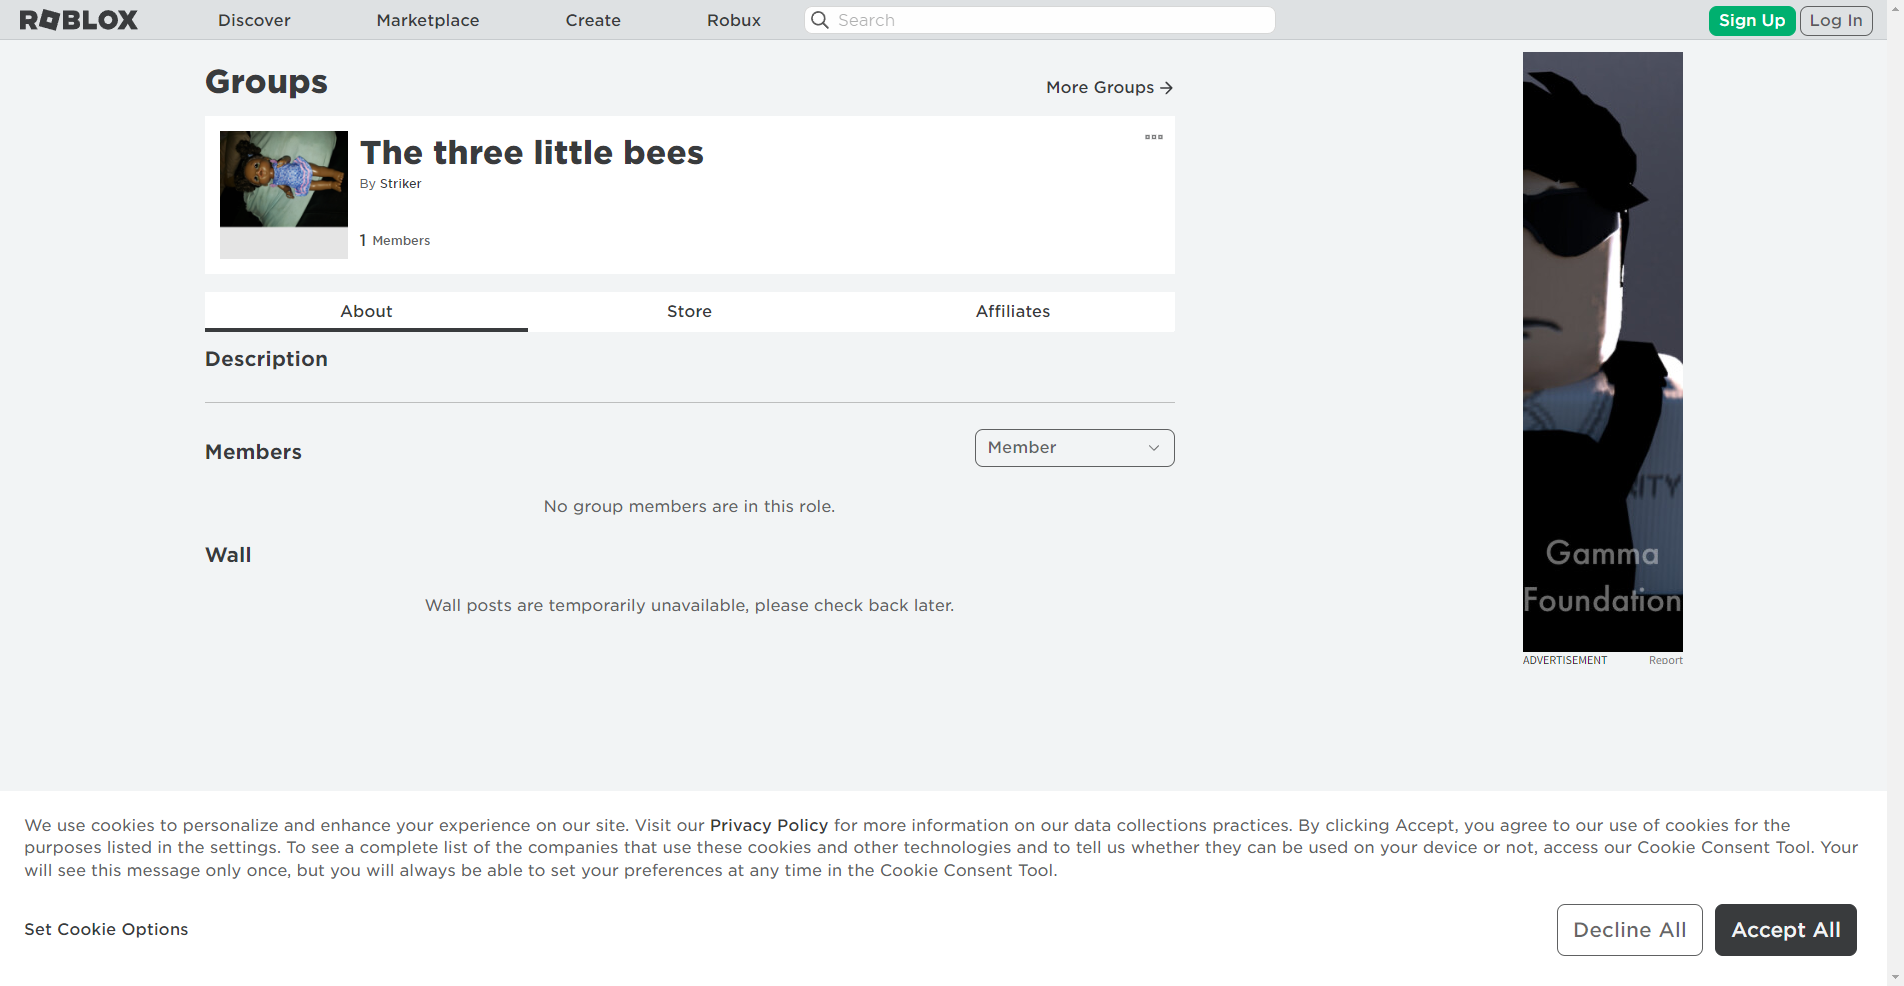 ROBLOX
Discover
Marketplace
Create
Robux
Search
Sign Up
Log In
Groups
More Groups
The three little bees
By Striker
1 Members
About
Store
Affiliates
Description
Members
Member
No group members are in this role.
Wall
Wall posts are temporarily unavailable, please check back later.
Gamma
Foundation
ADVERTISEMENT
Report
We use cookies to personalize and enhance your experience on our site. Visit our Privacy Policy for more information on our data collections practices. By clicking Accept, you agree to our use of cookies for the
purposes listed in the settings. To see a complete list of the companies that use these cookies and other technologies and to tell us whether they can be used on your device or not, access our Cookie Consent Tool. Your
will see this message only once, but you will always be able to set your preferences at any time in the Cookie Consent Tool.
Set Cookie Options
Decline All
Accept All